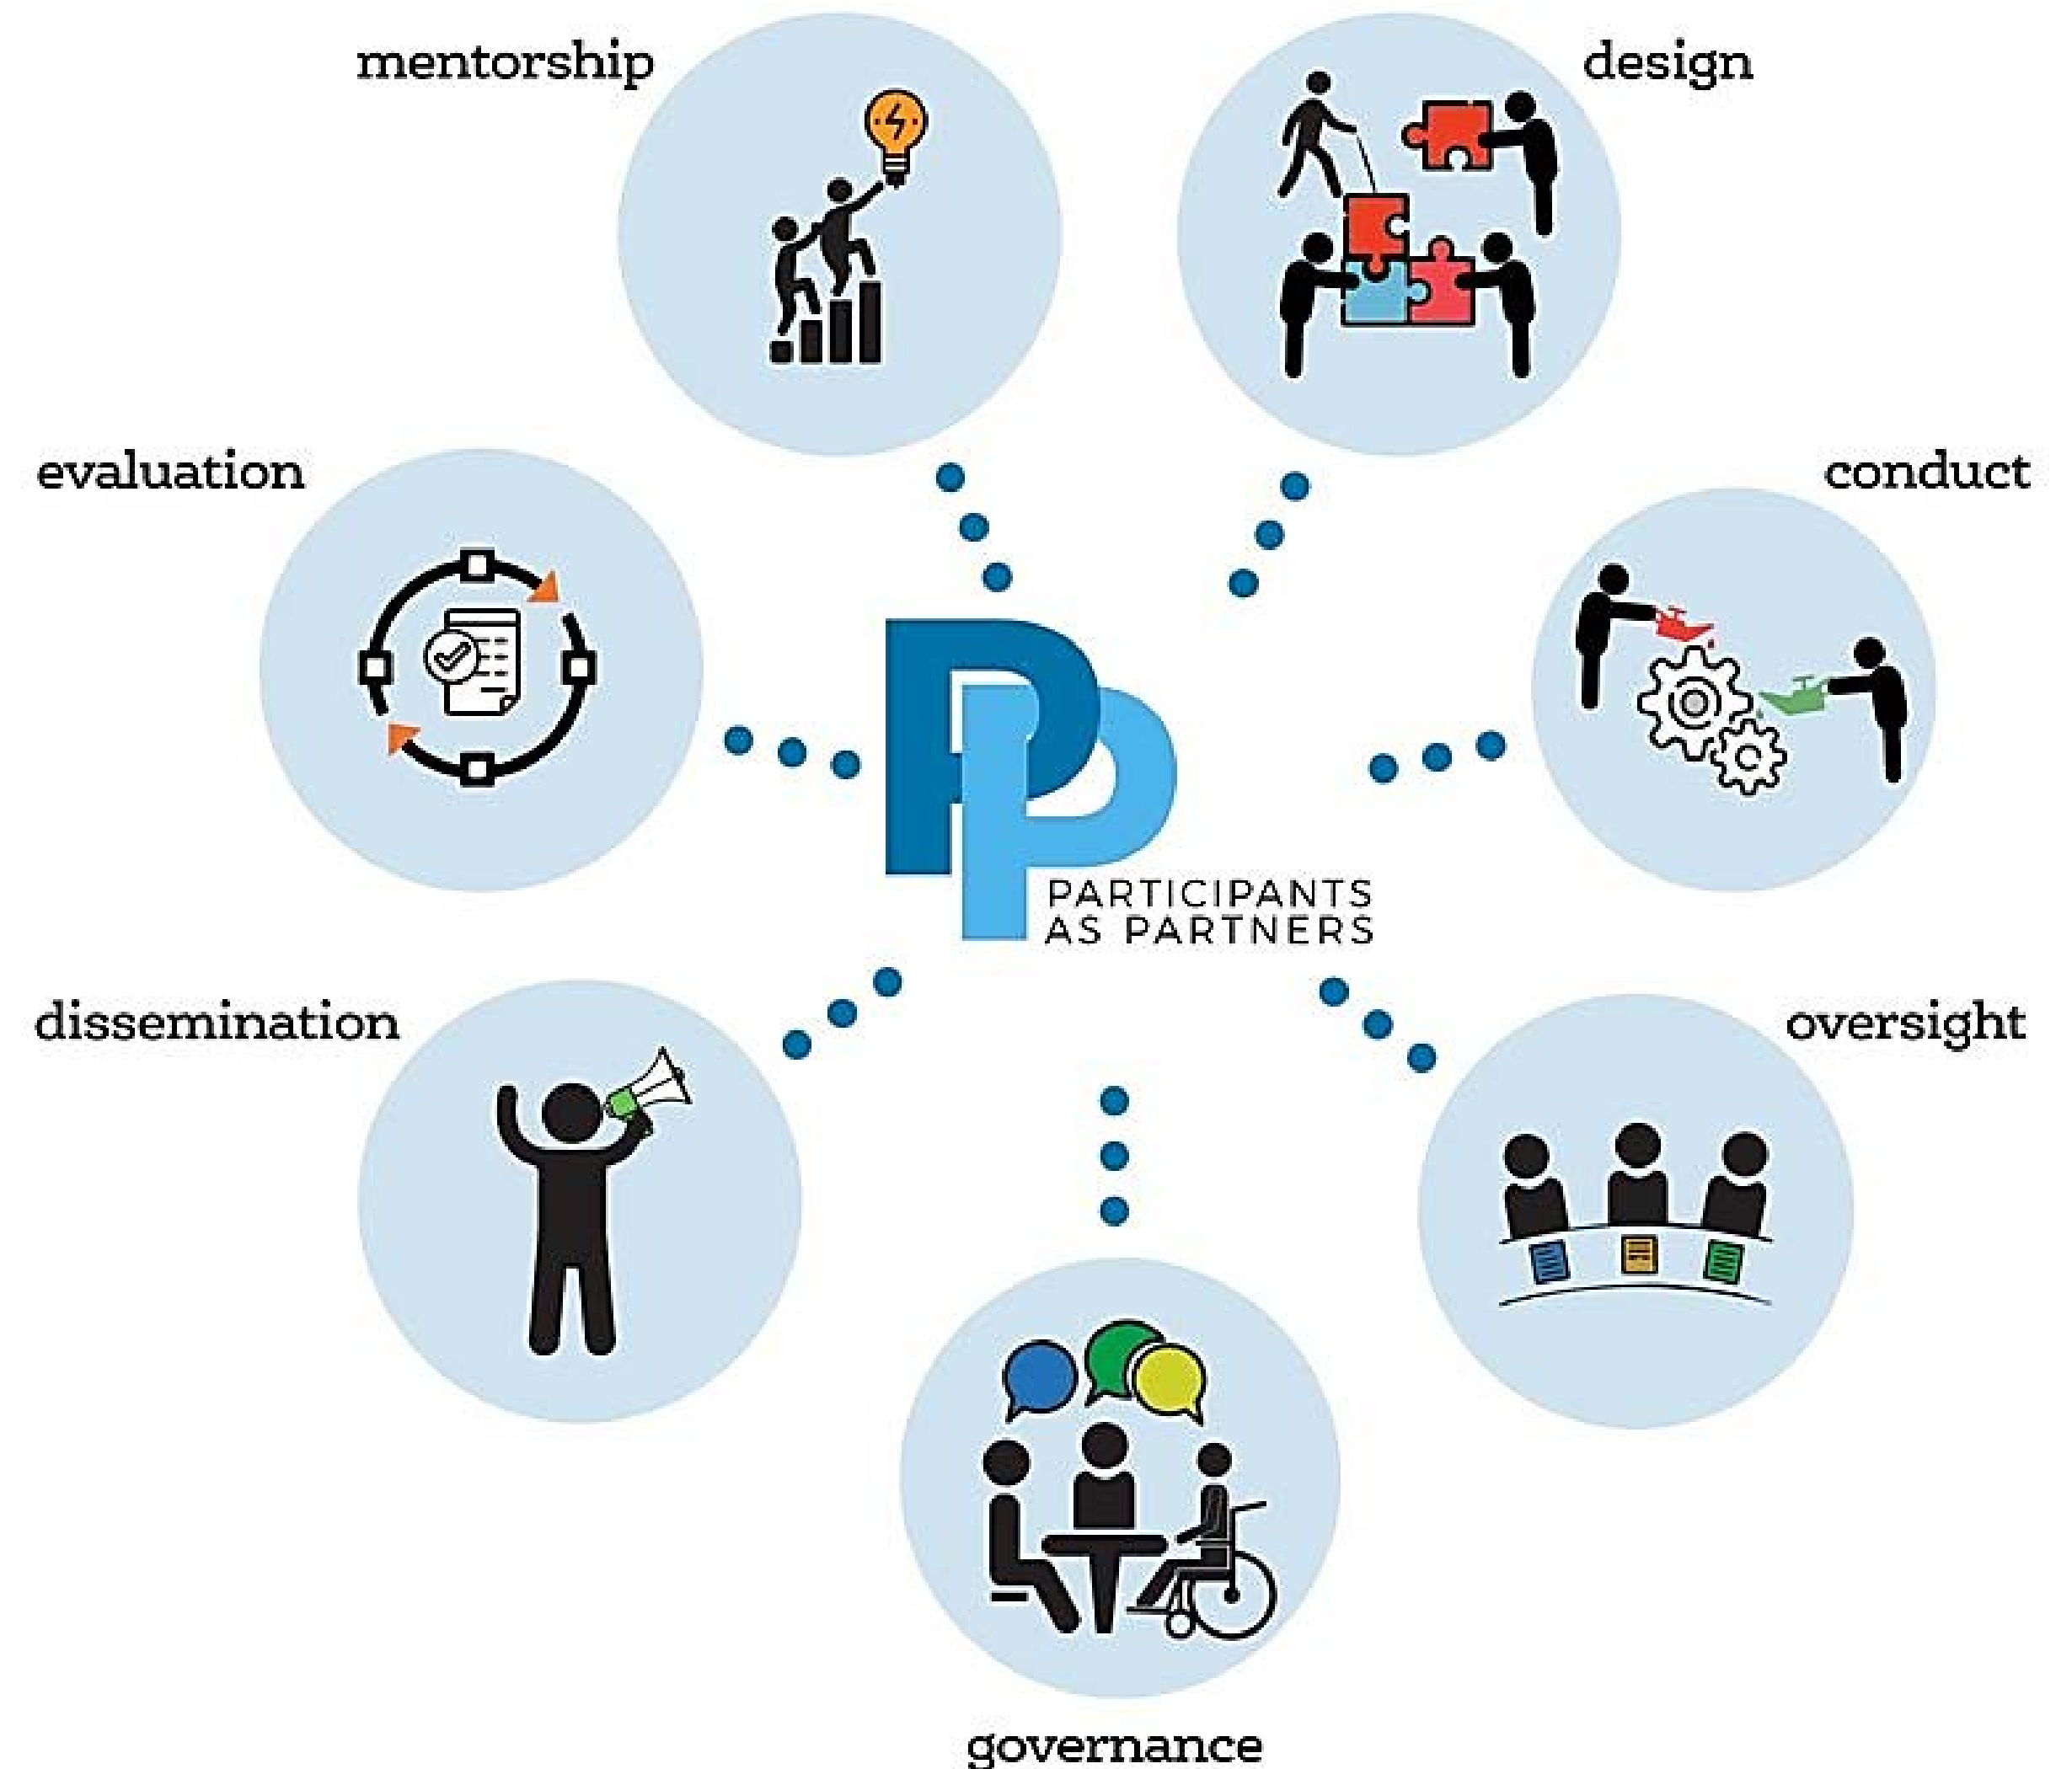 mentorship
design
evaluation
conduct
PARTICIPANTS
AS PARTNERS
dissemination
oversight
governance